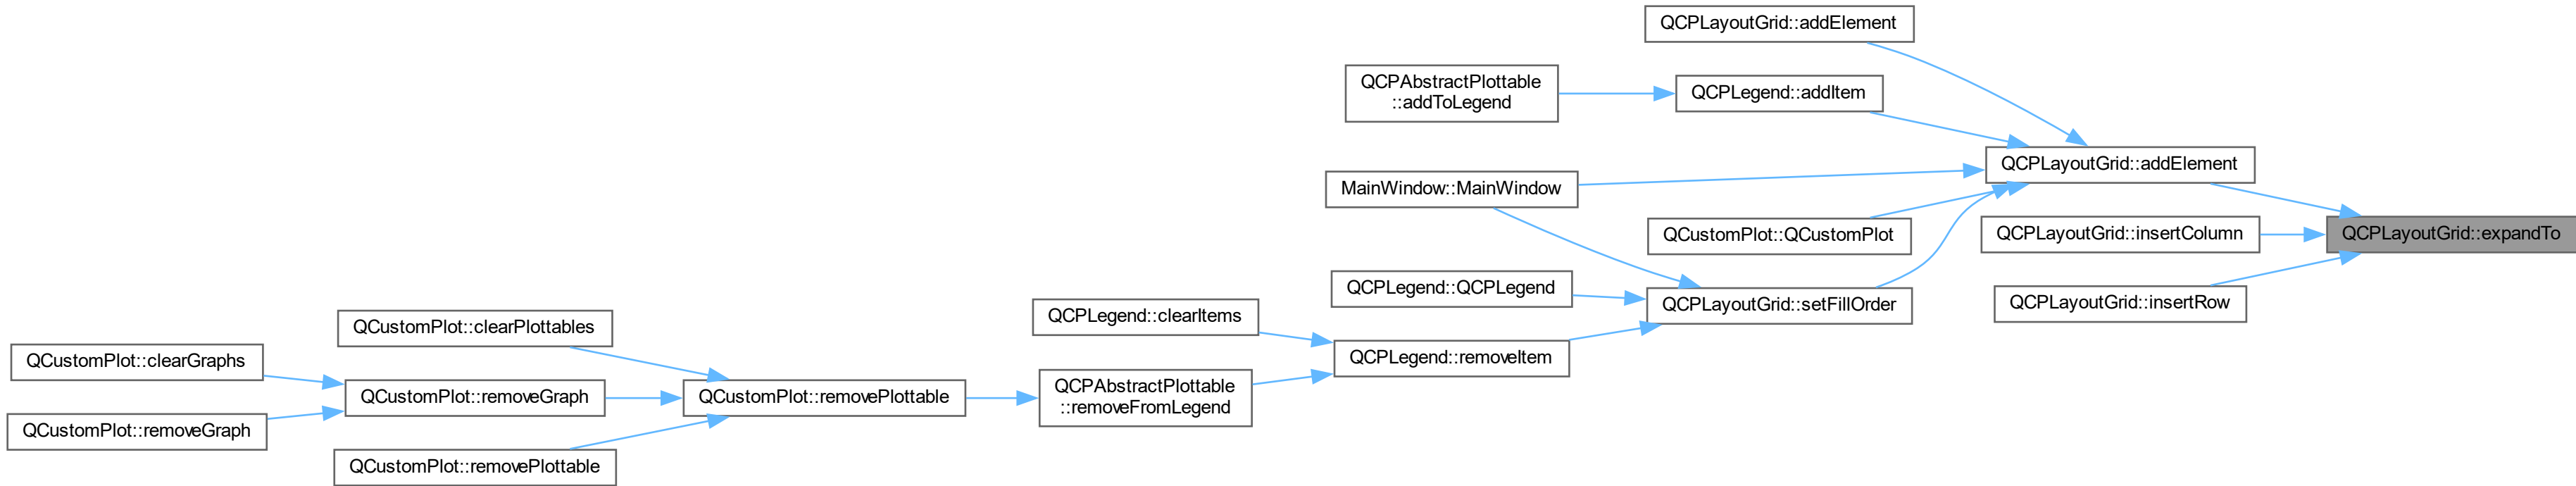 QCPLayoutGrid::addElement
QCPAbstractPlottable
::addToLegend
QCPLegend::addItem
QCPLayoutGrid::addElement
MainWindow::MainWindow
QCustomPlot::QCustomPlot
QCPLayoutGrid::insertColumn
QCPLayoutGrid::expandTo
QCPLegend::QCPLegend
QCPLayoutGrid::setFillOrder
QCPLayoutGrid::insertRow
QCPLegend::clearItems
QCustomPlot::clearPlottables
QCPLegend::removeItem
QCustomPlot::clearGraphs
QCustomPlot::removeGraph
QCustomPlot::removePlottable
QCPAbstractPlottable
::removeFromLegend
QCustomPlot::removeGraph
QCustomPlot::removePlottable